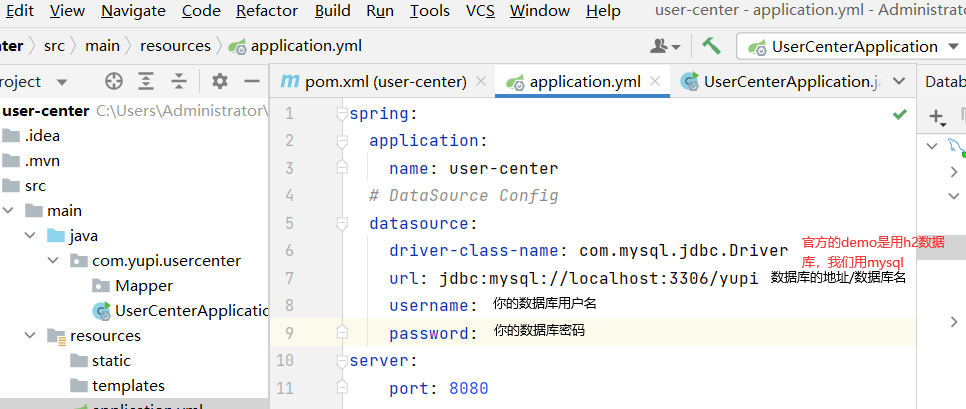 Edit View Navigate Code Refactor Build Run Tools VCS Window Help user-center - application.yml - Administrato
nter src main resources application.yml UserCenterApplication
roject pom.xml (user-center) application.yml UserCenterApplication.j Databa
user-center C:\Users\Administrator\
.idea
.mvn
src
main
java
com.yupi.usercenter
Mapper
UserCenterApplicatio
resources
static
templates
application.yml
1 spring:
2 application:
3 name: user-center
4 # DataSource Config
5 datasource:
6 driver-class-name: com.mysql.jdbc.Driver
官方的demo是用h2数据
库，我们用mysql
7 url: jdbc:mysql://localhost:3306/yupi 数据库的地址/数据库名
8 username: 你的数据库用户名
9 password: 你的数据库密码
10 server:
11 port: 8080